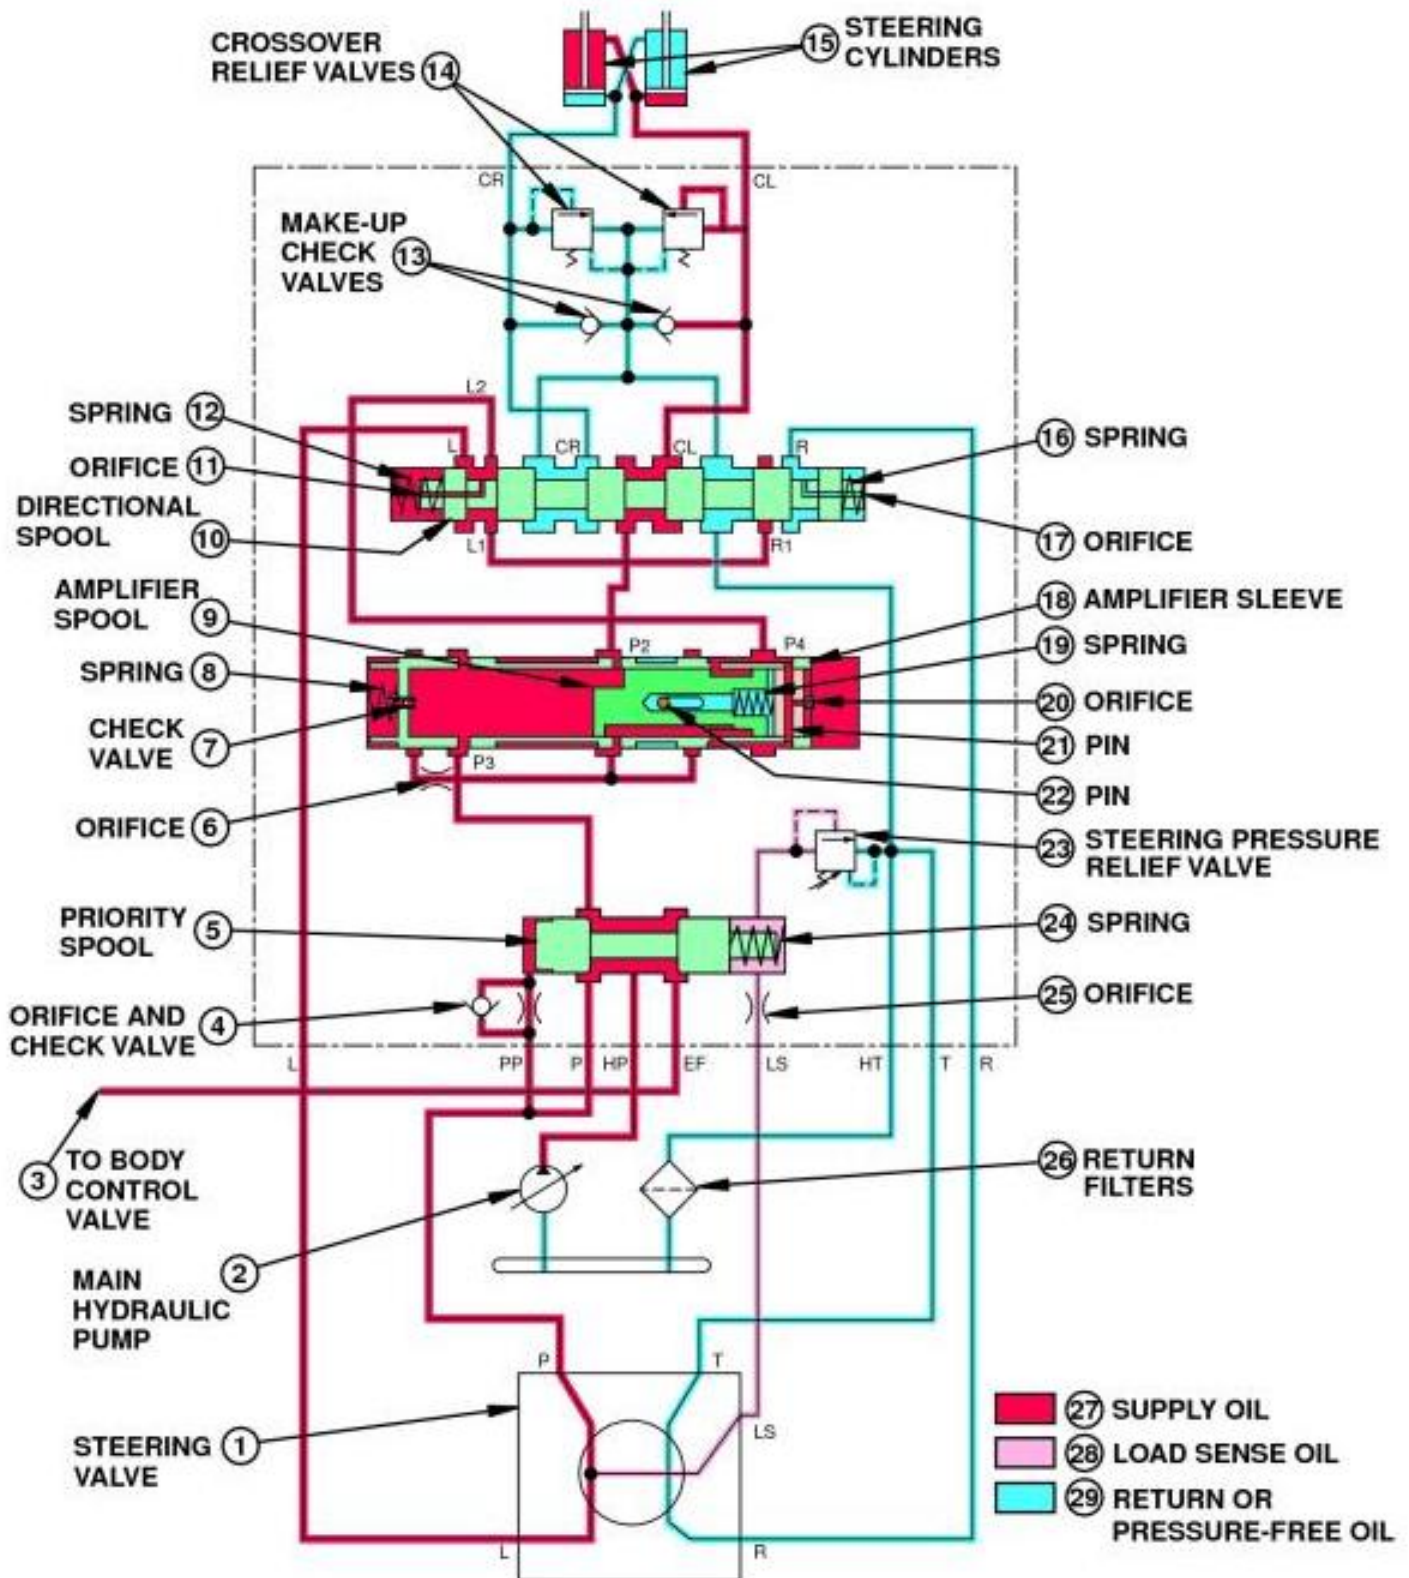 CROSSOVER
RELIEF VALVES 14
15 STEERING
CYLINDERS
CR
CL
MAKE-UP
CHECK 13
VALVES
L2
SPRING 12
L
CR
CL
R
16 SPRING
ORIFICE 11
DIRECTIONAL
SPOOL 10
L1
R1
17 ORIFICE
AMPLIFIER
SPOOL 9
18 AMPLIFIER SLEEVE
P2
P4
19 SPRING
SPRING 8
20 ORIFICE
CHECK
VALVE 7
21 PIN
P3
22 PIN
ORIFICE 6
23 STEERING PRESSURE
RELIEF VALVE
PRIORITY
SPOOL 5
24 SPRING
25 ORIFICE
ORIFICE AND
CHECK VALVE 4
L
PP
P
HP
EF
LS
HT
T
R
3 TO BODY
CONTROL
VALVE
26 RETURN
FILTERS
2
MAIN
HYDRAULIC
PUMP
P
T
LS
STEERING 1
VALVE
L
R
27 SUPPLY OIL
28 LOAD SENSE OIL
29 RETURN OR
PRESSURE-FREE OIL